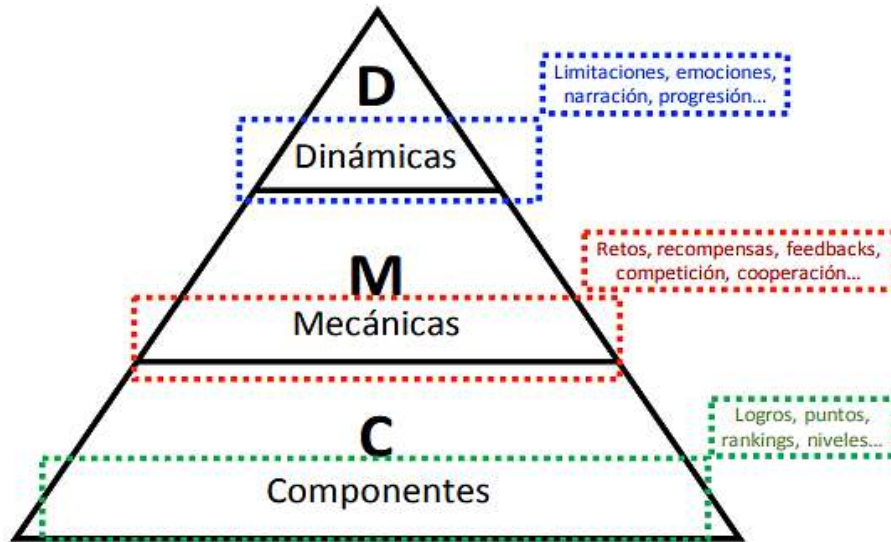 D
Dinámicas
Limitaciones, emociones,
narración, progresión...
M
Mecánicas
Retos, recompensas, feedbacks,
competición, cooperación...
C
Componentes
Logros, puntos,
rankings, niveles...